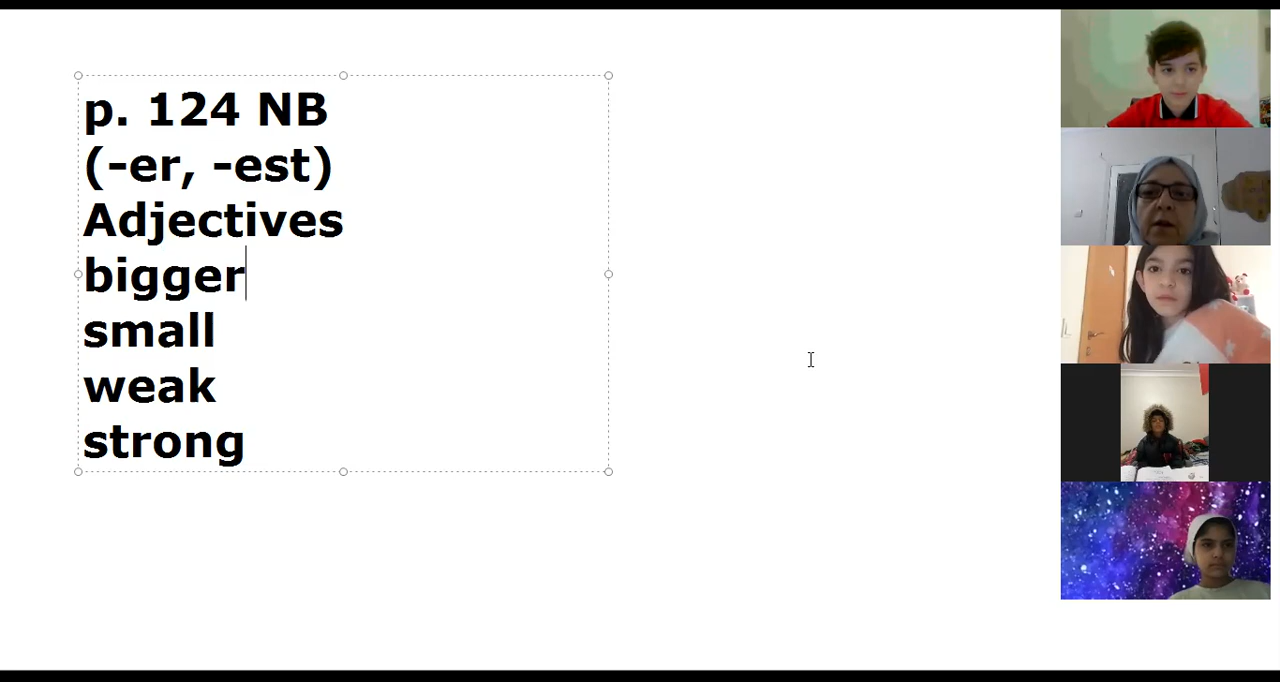 p. 124 NB
(-er, -est)
Adjectives
bigger
small
weak
strong